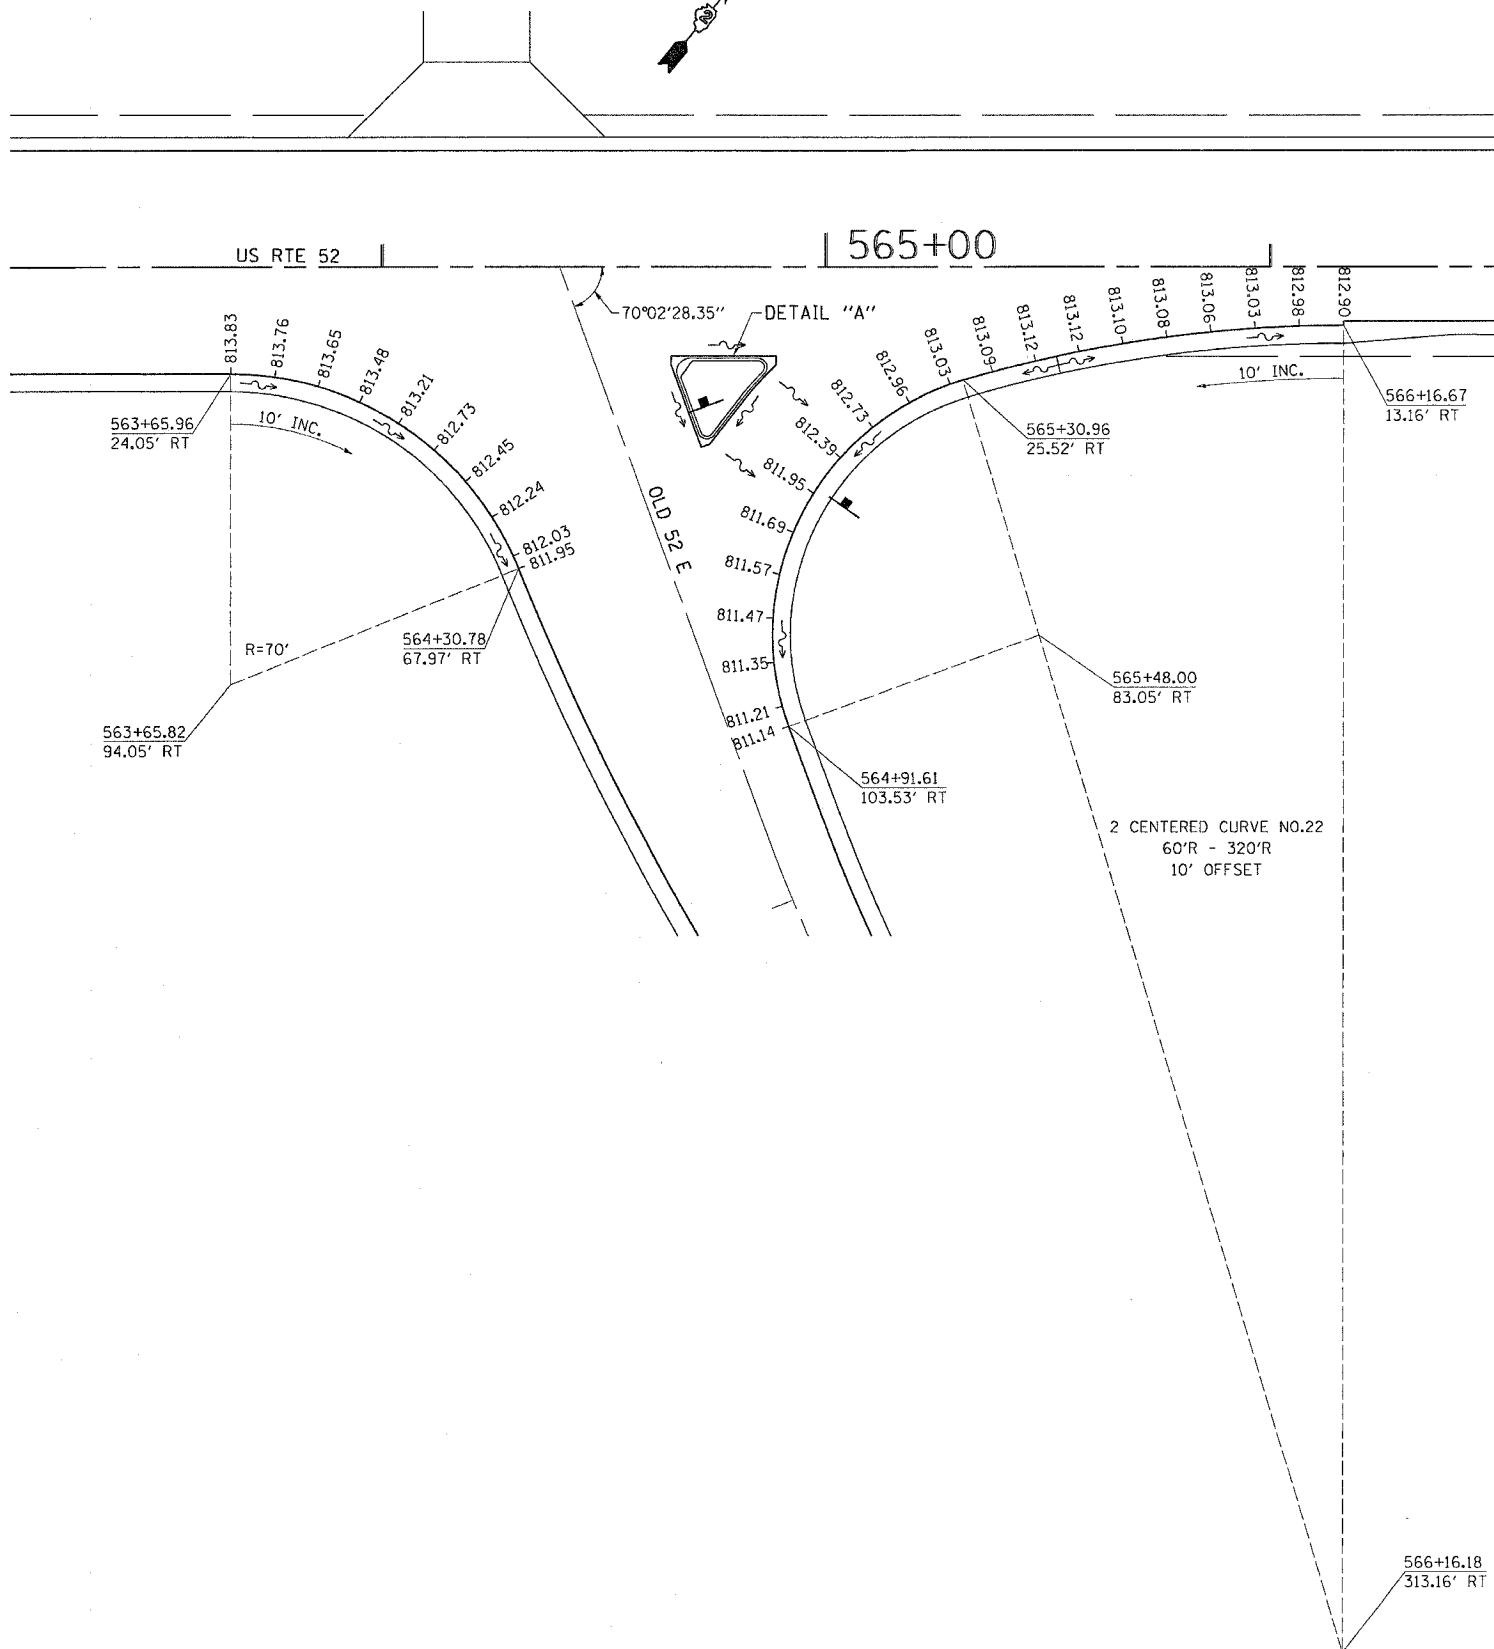 2
US RTE 52
565+00
70°02'28.35"
DETAIL "A"
813.83
813.76
813.65
813.48
813.21
812.73
812.45
812.24
812.03
811.95
563+65.96
24.05' RT
10' INC.
R=70'
564+30.78
67.97' RT
563+65.82
94.05' RT
OLD 52 E
812.90
812.98
813.03
813.06
813.08
813.10
813.12
813.12
813.09
813.03
812.96
812.73
812.39
811.95
811.69
811.57
811.47
811.35
811.21
811.14
10' INC.
566+16.67
13.16' RT
565+30.96
25.52' RT
565+48.00
83.05' RT
564+91.61
103.53' RT
2 CENTERED CURVE NO.22
60'R - 320'R
10' OFFSET
566+16.18
313.16' RT